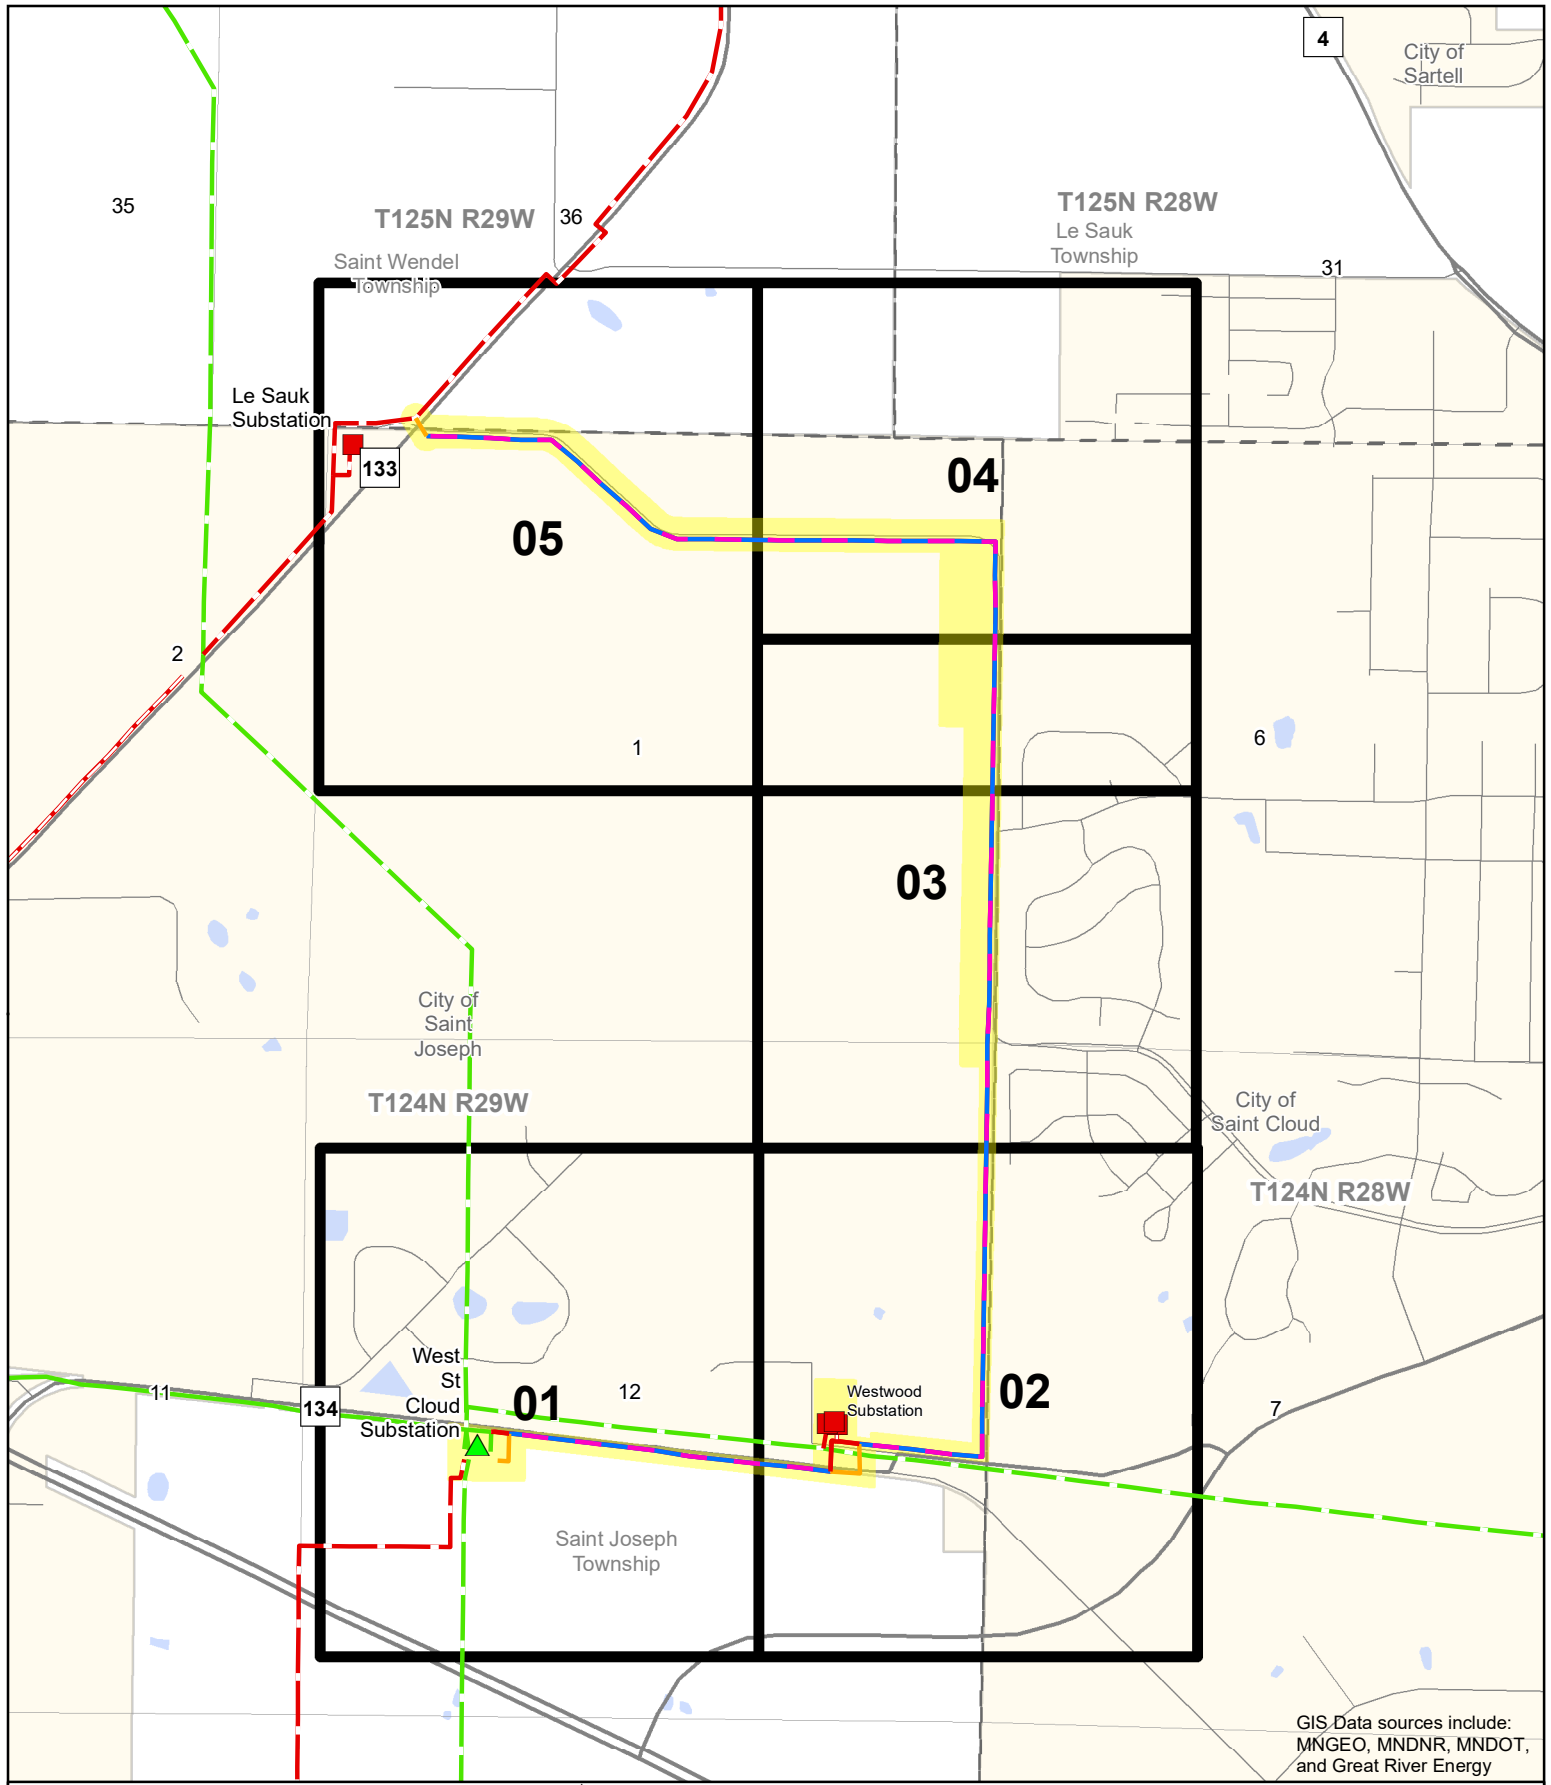 4
City of
Sartell
35
T125N R29W
36
T125N R28W
Le Sauk
Township
Saint Wendel
Township
31
Le Sauk
Substation
133
04
05
2
1
6
03
City of
Saint
Joseph
T124N R29W
City of
Saint Cloud
T124N R28W
West
St
Cloud
Substation
11
134
01
12
Westwood
Substation
02
7
Saint Joseph
Township
GIS Data sources include:
MNGEO, MNDNR, MNDOT,
and Great River Energy